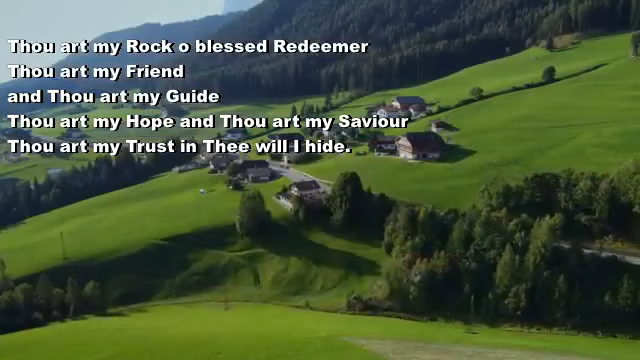 Thou art my Rock o blessed Redeemer
Thou art my Friend
and Thou art my Guide
Thou art my Hope and Thou art my Saviour
Thou art my Trust in Thee will I hide.